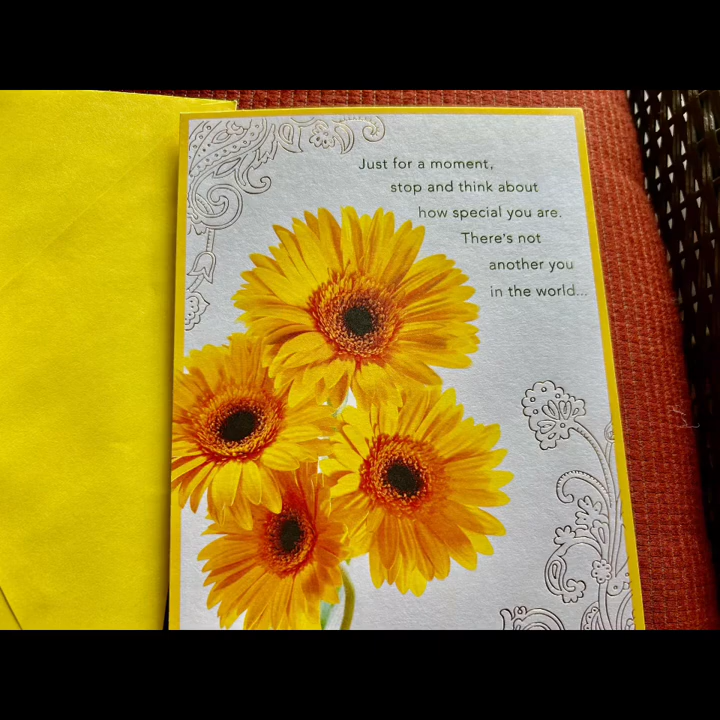 Just for a moment,
stop and think about
how special you are.
There's not
another you
in the world...